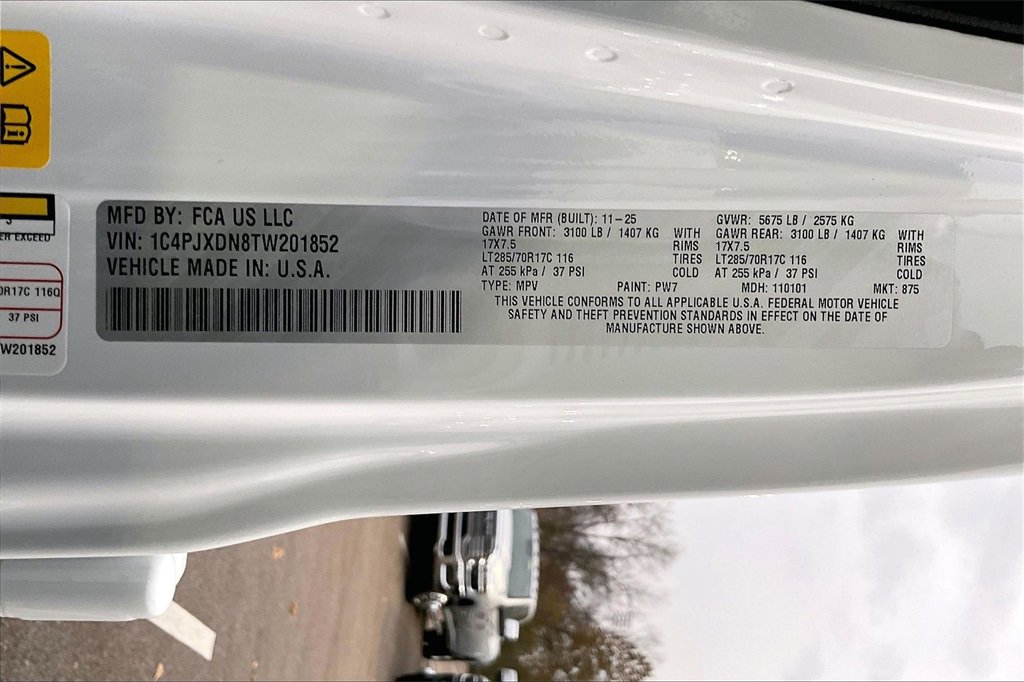 MFD BY: FCA US LLC
VIN: 1C4PJXDN8TW201852
VEHICLE MADE IN: U.S.A.
DATE OF MFR (BUILT): 11-25
GAWR FRONT: 3100 LB / 1407 KG WITH
17X7.5 RIMS
LT285/70R17C 116 TIRES
AT 255 kPa / 37 PSI COLD
GVWR: 5675 LB / 2575 KG
GAWR REAR: 3100 LB / 1407 KG WITH
17X7.5 RIMS
LT285/70R17C 116 TIRES
AT 255 kPa / 37 PSI COLD
TYPE: MPV PAINT: PW7 MDH: 110101 MKT: 875
THIS VEHICLE CONFORMS TO ALL APPLICABLE U.S.A. FEDERAL MOTOR VEHICLE
SAFETY AND THEFT PREVENTION STANDARDS IN EFFECT ON THE DATE OF
MANUFACTURE SHOWN ABOVE.
EXCEED
0R17C 116Q
37 PSI
W201852